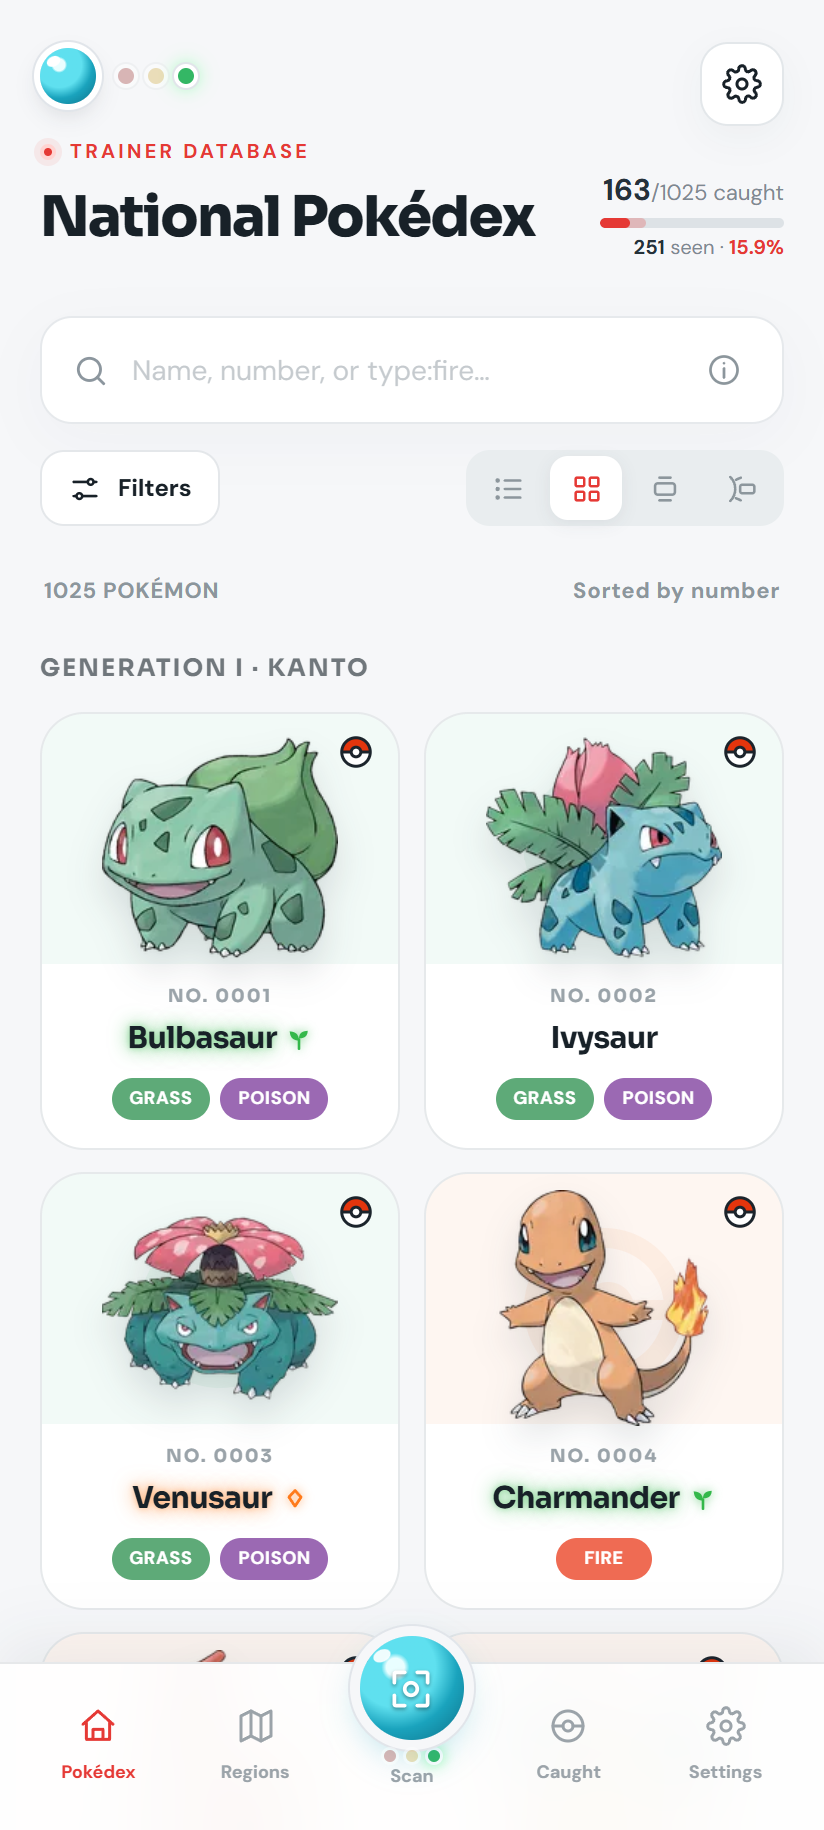 TRAINER DATABASE
National Pokédex
163/1025 caught
251 seen · 15.9%
Name, number, or type:fire...
Filters
1025 POKÉMON
Sorted by number
GENERATION I · KANTO
NO. 0001
Bulbasaur
GRASS POISON
NO. 0002
Ivysaur
GRASS POISON
NO. 0003
Venusaur
GRASS POISON
NO. 0004
Charmander
FIRE
Pokédex
Regions
Scan
Caught
Settings